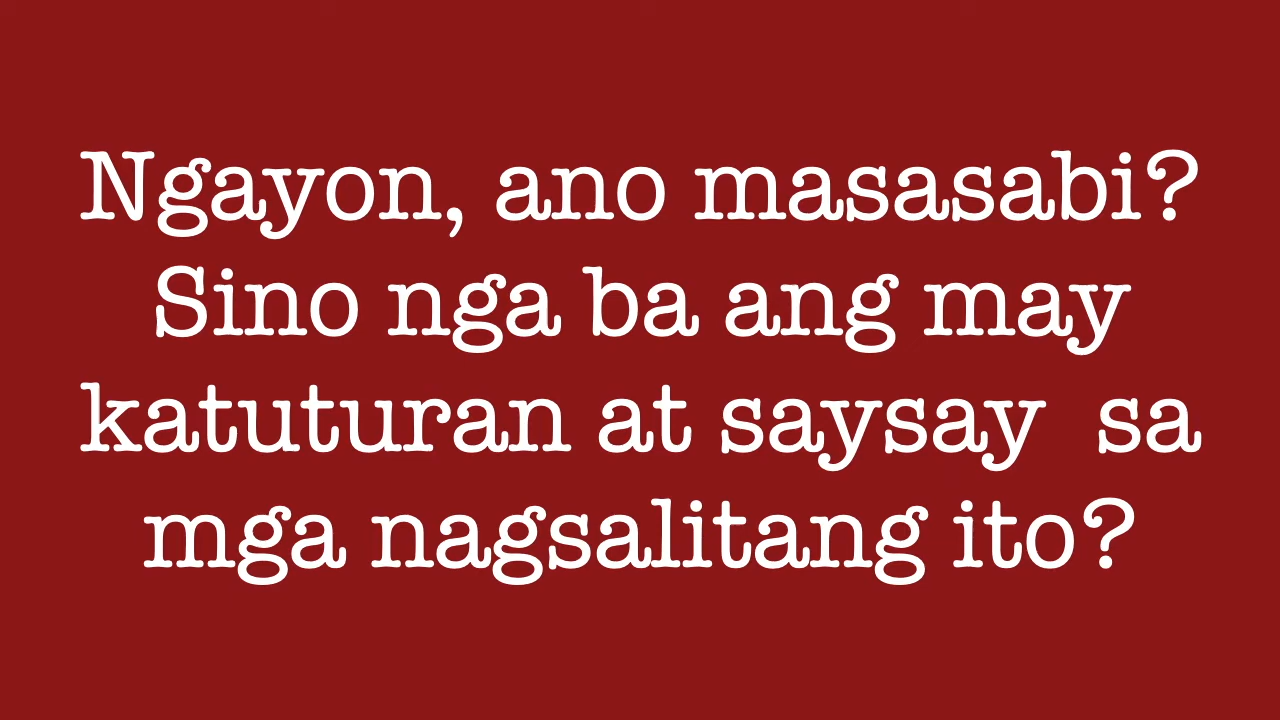 Ngayon, ano masasabi?
Sino nga ba ang may
katuturan at saysay  sa
mga nagsalitang ito?